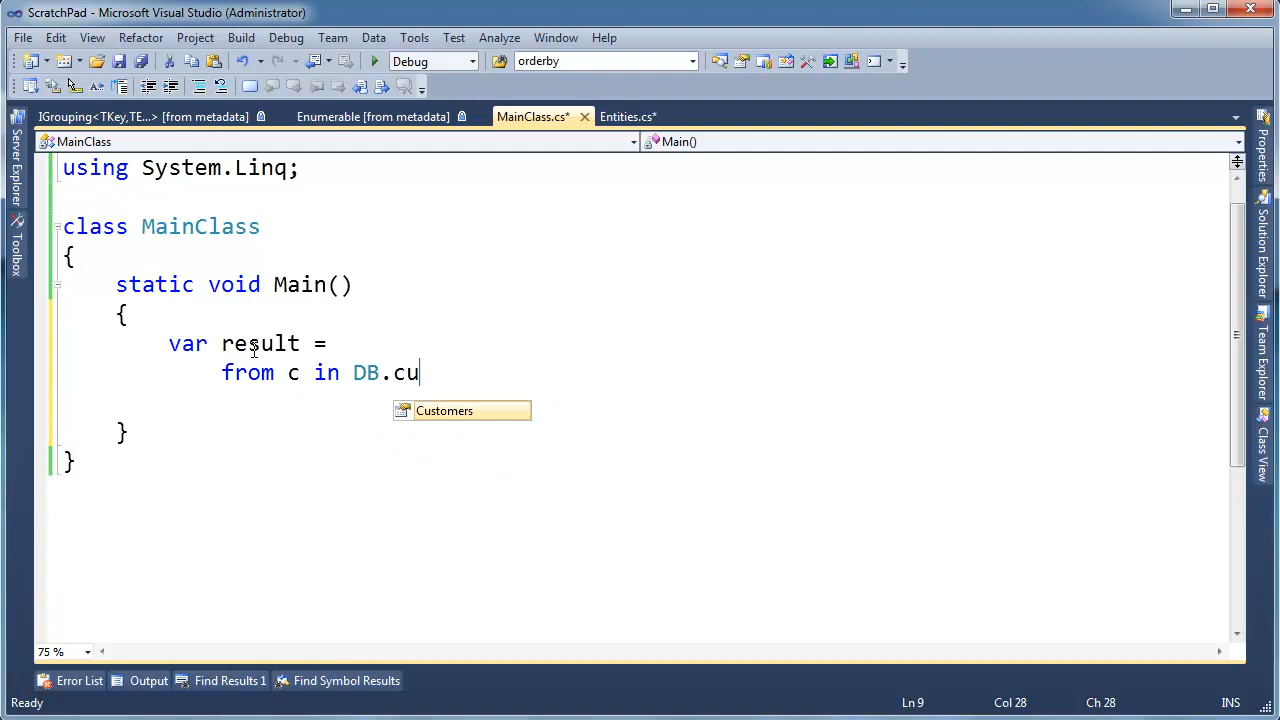 ScratchPad - Microsoft Visual Studio (Administrator)
File Edit View Refactor Project Build Debug Team Data Tools Test Analyze Window Help
Debug orderby
IGrouping<TKey,TE...> [from metadata] Enumerable [from metadata] MainClass.cs* Entities.cs*
MainClass Main()
Server Explorer
Toolbox
using System.Linq;
class MainClass
{
static void Main()
{
var result =
from c in DB.cu
Customers
}
}
Properties
Solution Explorer
Team Explorer
Class View
75 %
Error List Output Find Results 1 Find Symbol Results
Ready Ln 9 Col 28 Ch 28 INS